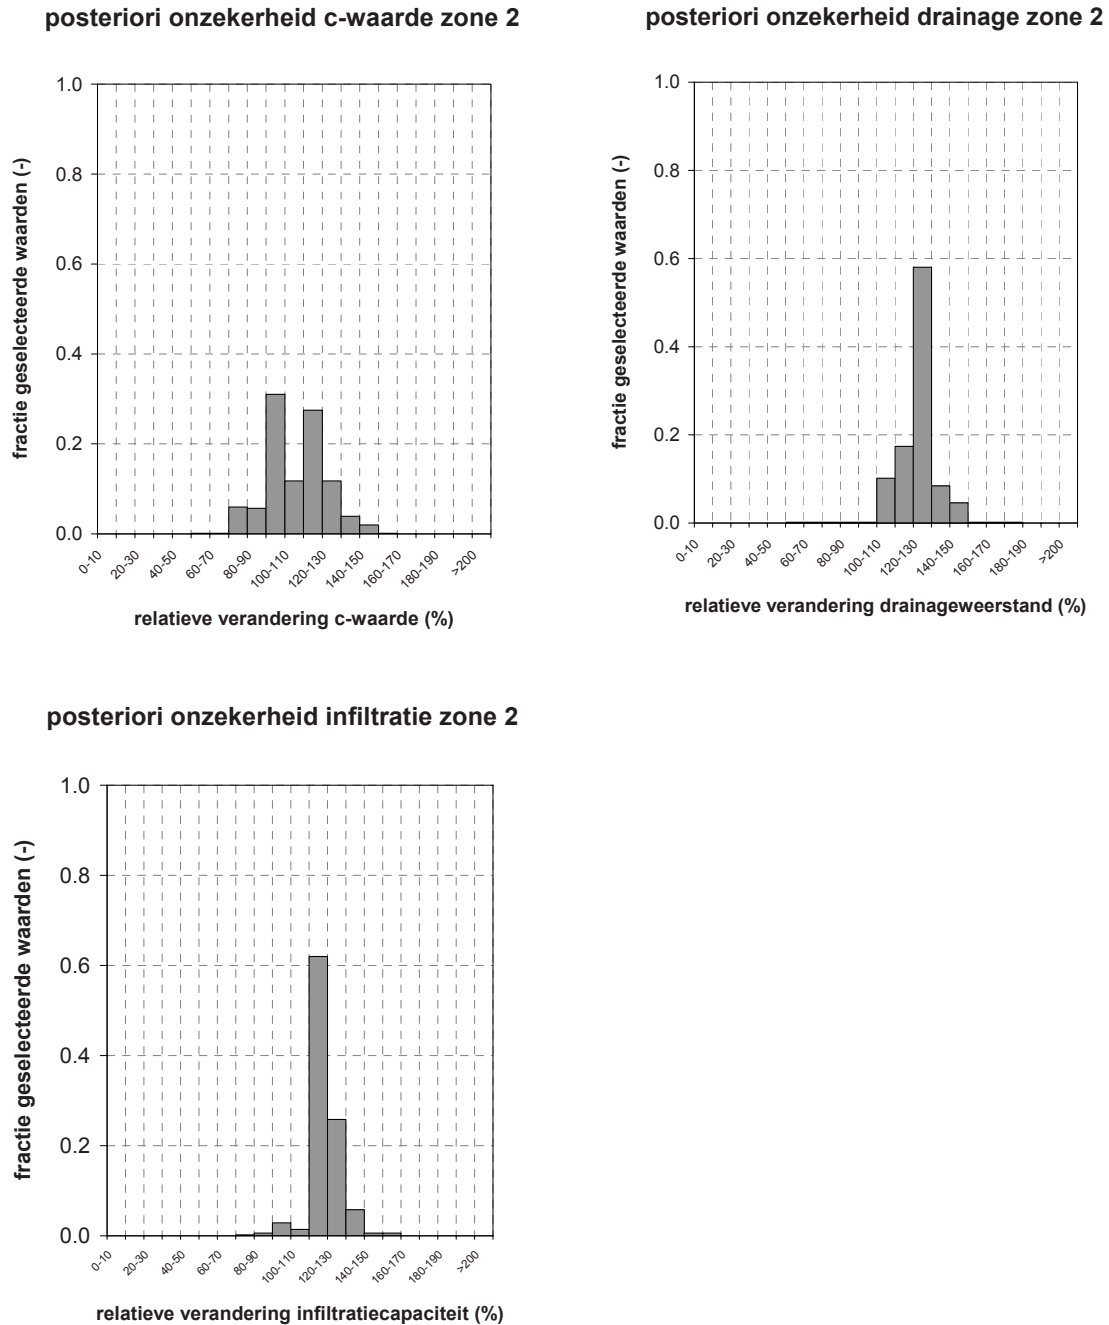 posteriori onzekerheid c-waarde zone 2
fractie geselecteerde waarden (-)
1.0
0.8
0.6
0.4
0.2
0.0
0-10 20-30 40-50 60-70 80-90 100-110 120-130 140-150 160-170 180-190 >200
relatieve verandering c-waarde (%)
posteriori onzekerheid drainage zone 2
fractie geselecteerde waarden (-)
1.0
0.8
0.6
0.4
0.2
0.0
0-10 20-30 40-50 60-70 80-90 100-110 120-130 140-150 160-170 180-190 >200
relatieve verandering drainageweerstand (%)
posteriori onzekerheid infiltratie zone 2
fractie geselecteerde waarden (-)
1.0
0.8
0.6
0.4
0.2
0.0
0-10 20-30 40-50 60-70 80-90 100-110 120-130 140-150 160-170 180-190 >200
relatieve verandering infiltratiecapaciteit (%)